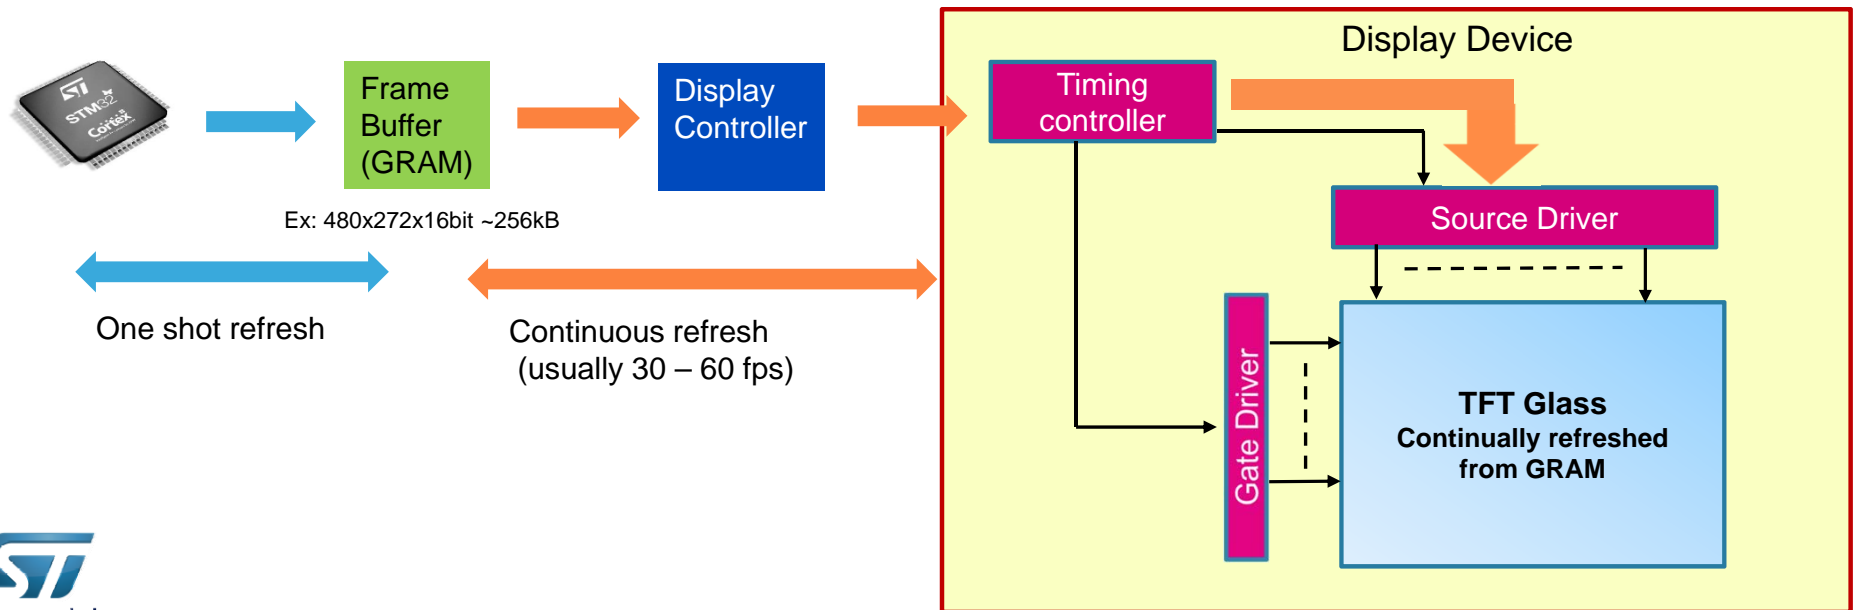 Display Device
STM32
Cortex
Frame
Buffer
(GRAM)
Display
Controller
Timing
controller
Source Driver
Ex: 480x272x16bit ~256kB
One shot refresh
Continuous refresh
(usually 30 – 60 fps)
Gate Driver
TFT Glass
Continually refreshed
from GRAM
ST